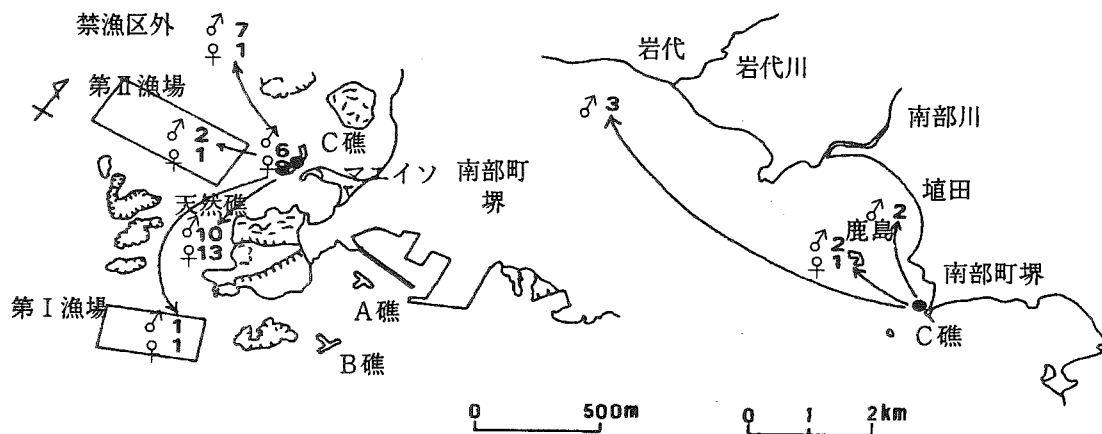 禁漁区外
♂ 7
♀ 1
第Ⅱ漁場
♂ 2
♀ 1
C礁
♂ 6
♀
マエイソ
南部町
堺
天然礁
♂ 10
♀ 13
第Ⅰ漁場
♂ 1
♀ 1
A礁
B礁
0 500m
岩代
岩代川
♂ 3
南部川
埴田
♂ 2
鹿島
♂ 2
♀ 1
南部町堺
C礁
0 1 2km